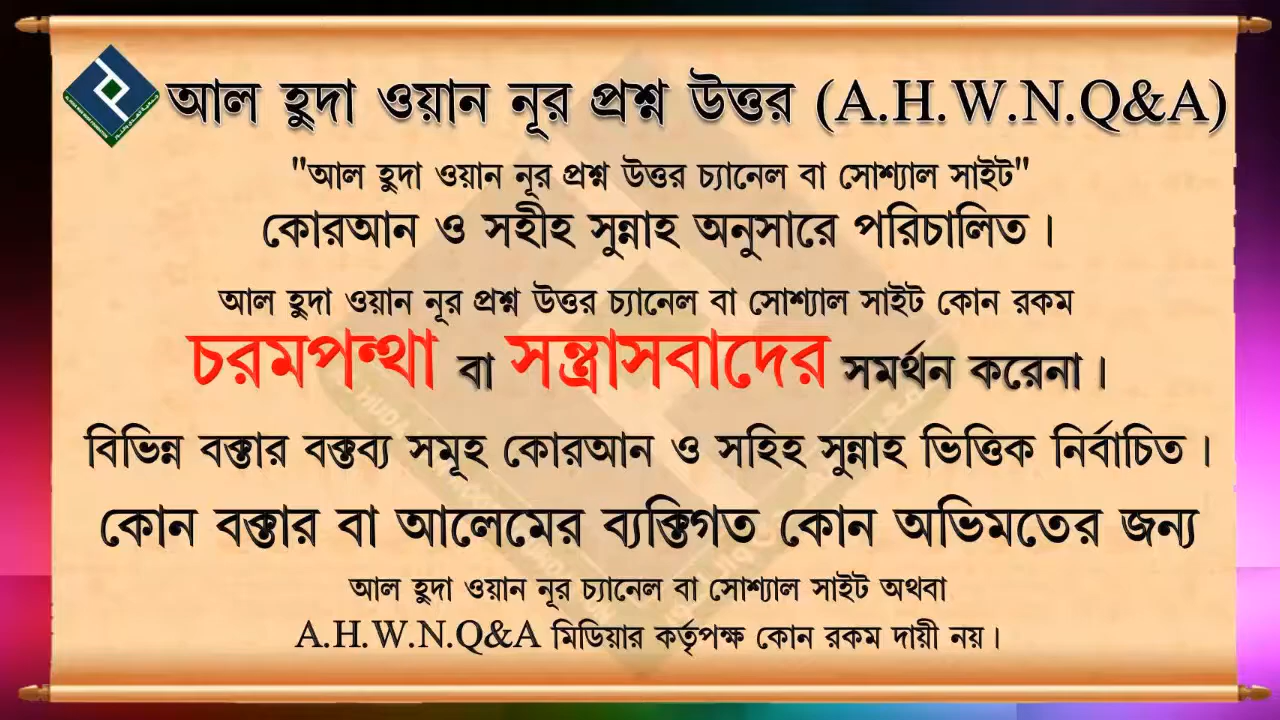 আল হুদা ওয়ান নূর প্রশ্ন উত্তর (A.H.W.N.Q&A)
"আল হুদা ওয়ান নূর প্রশ্ন উত্তর চ্যানেল বা সোশ্যাল সাইট"
কোরআন ও সহীহ সুন্নাহ অনুসারে পরিচালিত।
আল হুদা ওয়ান নূর প্রশ্ন উত্তর চ্যানেল বা সোশ্যাল সাইট কোন রকম
চরমপন্থা বা সন্ত্রাসবাদের সমর্থন করেনা।
বিভিন্ন বক্তার বক্তব্য সমূহ কোরআন ও সহিহ সুন্নাহ ভিত্তিক নির্বাচিত।
কোন বক্তার বা আলেমের ব্যক্তিগত কোন অভিমতের জন্য
আল হুদা ওয়ান নূর চ্যানেল বা সোশ্যাল সাইট অথবা
A.H.W.N.Q&A মিডিয়ার কর্তৃপক্ষ কোন রকম দায়ী নয়।